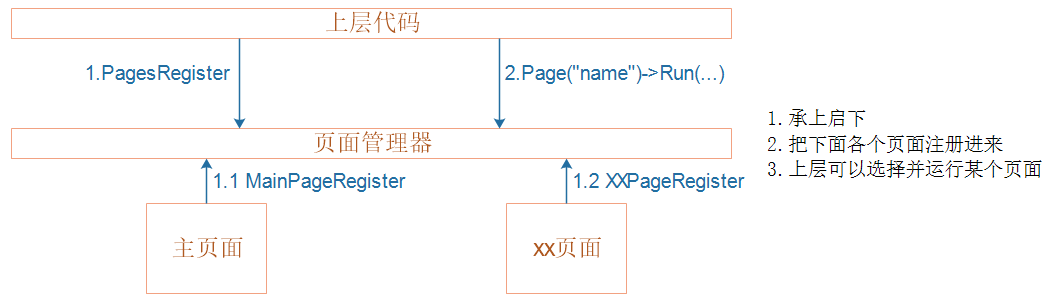 上层代码
1.PagesRegister
2.Page("name")->Run(…)
页面管理器
1.1 MainPageRegister
1.2 XXPageRegister
主页面
xx页面
1.承上启下
2.把下面各个页面注册进来
3.上层可以选择并运行某个页面